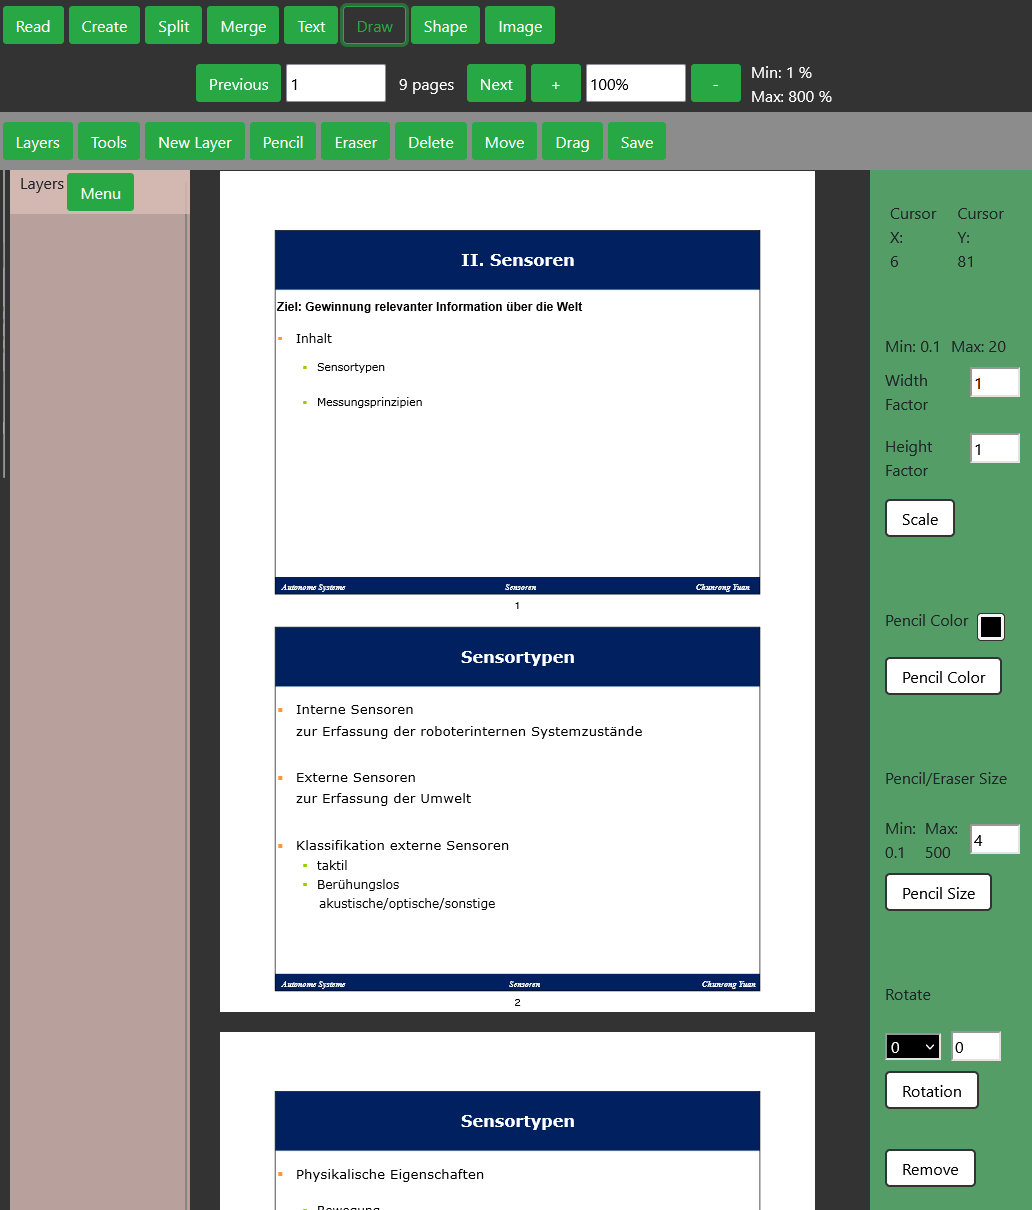 Read Create Split Merge Text Draw Shape Image
Previous 1 9 pages Next + 100% - Min: 1 %
Max: 800 %
Layers Tools New Layer Pencil Eraser Delete Move Drag Save
Layers Menu
II. Sensoren
Ziel: Gewinnung relevanter Information über die Welt
Inhalt
Sensortypen
Messungsprinzipien
Autonome Systeme Sensoren Chunrong Yuan
1
Sensortypen
Interne Sensoren
zur Erfassung der roboterinternen Systemzustände
Externe Sensoren
zur Erfassung der Umwelt
Klassifikation externe Sensoren
taktil
Berührungslos
akustische/optische/sonstige
Autonome Systeme Sensoren Chunrong Yuan
2
Sensortypen
Physikalische Eigenschaften
Bewegung
Cursor Cursor
X: Y:
6 81
Min: 0.1 Max: 20
Width
Factor 1
Height
Factor 1
Scale
Pencil Color
Pencil Color
Pencil/Eraser Size
Min: Max:
0.1 500 4
Pencil Size
Rotate
0 0
Rotation
Remove